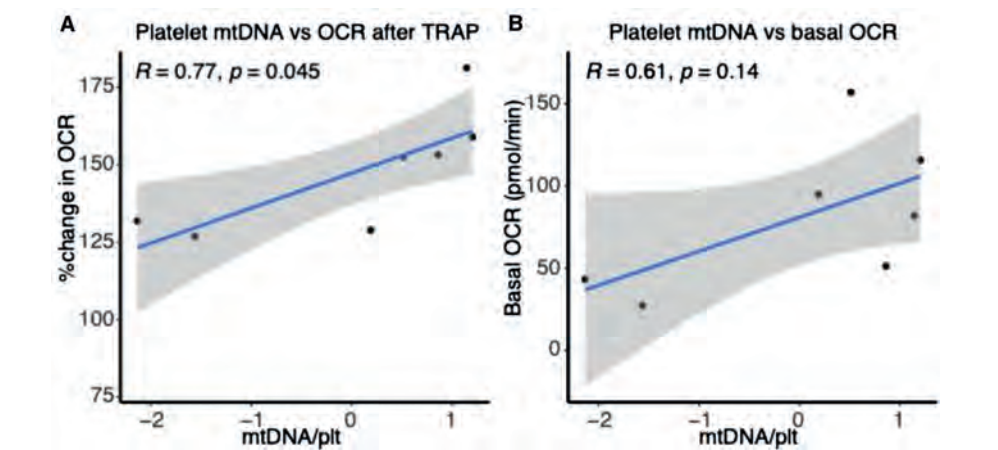 A
Platelet mtDNA vs OCR after TRAP
R = 0.77, p = 0.045
%change in OCR
175
150
125
100
75
−2
−1
0
1
mtDNA/plt
B
Platelet mtDNA vs basal OCR
R = 0.61, p = 0.14
Basal OCR (pmol/min)
150
100
50
0
−2
−1
0
1
mtDNA/plt